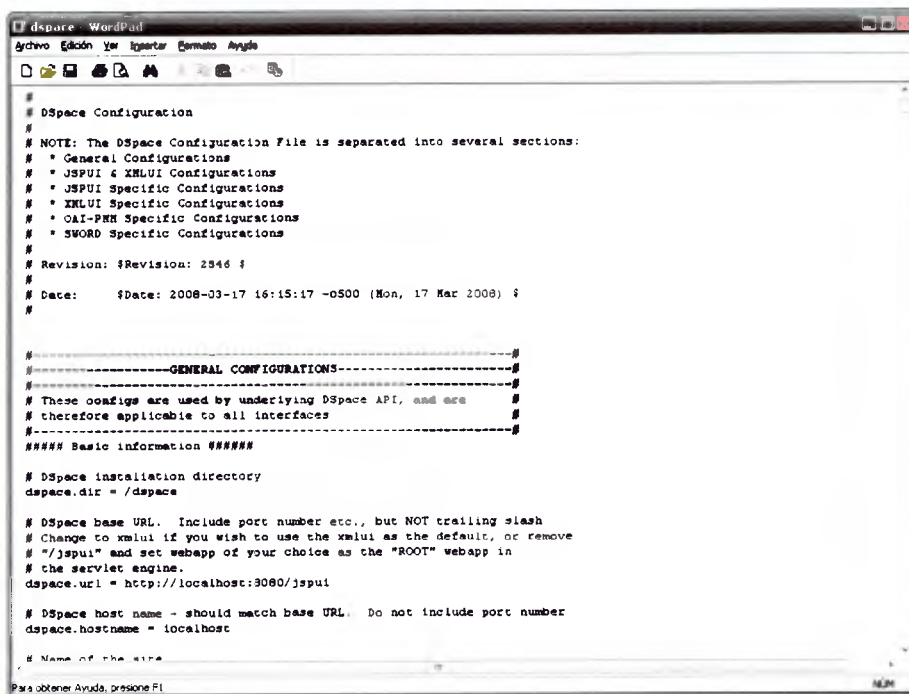 dspace - WordPad
Archivo Edición Ver Insertar Formato Ayuda
#
# DSpace Configuration
#
# NOTE: The DSpace Configuration File is separated into several sections:
#   * General Configurations
#   * JSPUI & XMLUI Configurations
#   * JSPUI Specific Configurations
#   * XMLUI Specific Configurations
#   * OAI-PMH Specific Configurations
#   * SWORD Specific Configurations
#
# Revision: $Revision: 2546 $
#
# Date:     $Date: 2008-03-17 16:15:17 -0500 (Mon, 17 Mar 2008) $
#
#---------------------------------------------------------------#
#------------------GENERAL CONFIGURATIONS-----------------------#
#---------------------------------------------------------------#
# These configs are used by underlying DSpace API, and are      #
# therefore applicable to all interfaces                        #
#---------------------------------------------------------------#
##### Basic information ######
# DSpace installation directory
dspace.dir = /dspace
# DSpace base URL.  Include port number etc., but NOT trailing slash
# Change to xmlui if you wish to use the xmlui as the default, or remove
# "/jspui" and set webapp of your choice as the "ROOT" webapp in
# the servlet engine.
dspace.url = http://localhost:8080/jspui
# DSpace host name - should match base URL.  Do not include port number
dspace.hostname = localhost
# Name of the site
Para obtener Ayuda, presione F1
NÚM